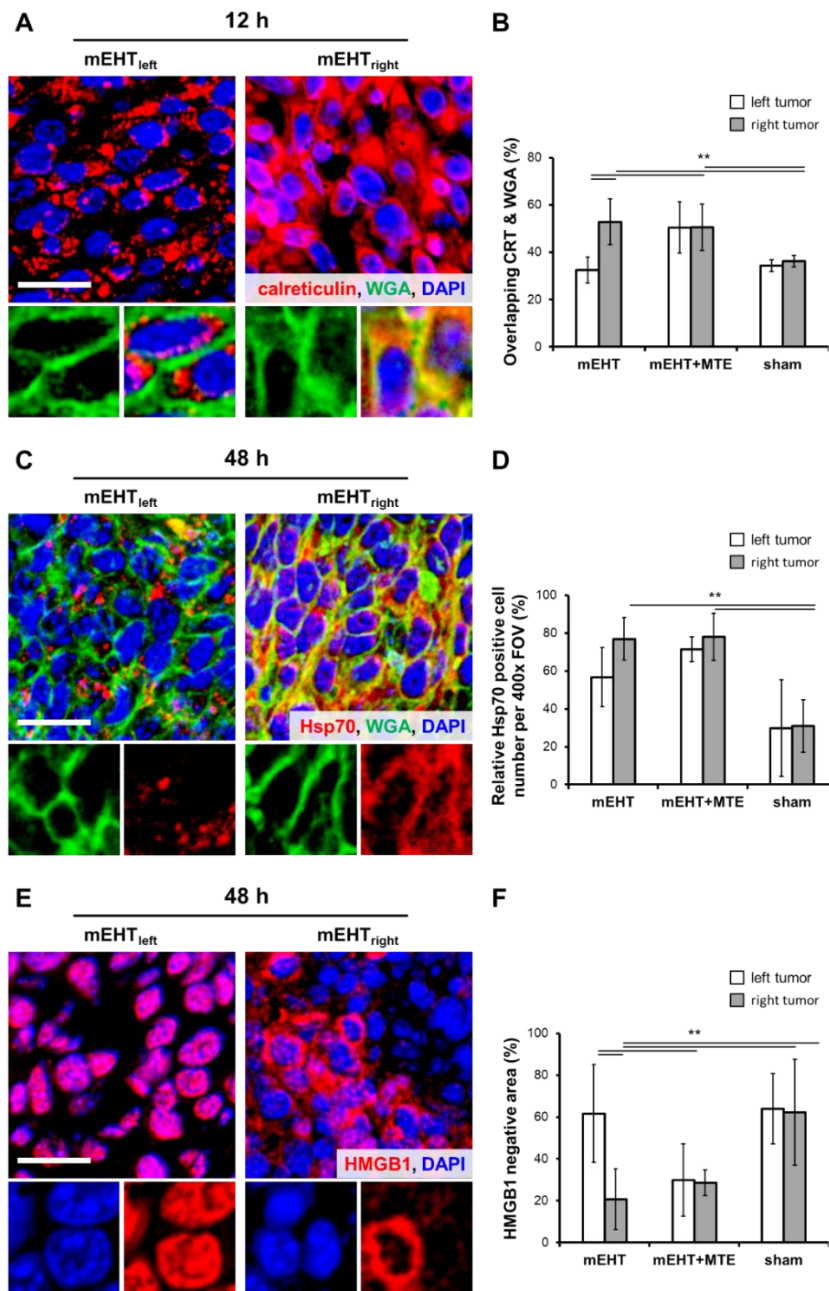 A
12 h
mEHTleft
mEHTright
calreticulin, WGA, DAPI
B
left tumor
right tumor
**
Overlapping CRT & WGA (%)
80
60
40
20
0
mEHT
mEHT+MTE
sham
C
48 h
mEHTleft
mEHTright
Hsp70, WGA, DAPI
D
left tumor
right tumor
**
Relative Hsp70 positive cell
number per 400x FOV (%)
100
80
60
40
20
0
mEHT
mEHT+MTE
sham
E
48 h
mEHTleft
mEHTright
HMGB1, DAPI
F
left tumor
right tumor
**
HMGB1 negative area (%)
100
80
60
40
20
0
mEHT
mEHT+MTE
sham